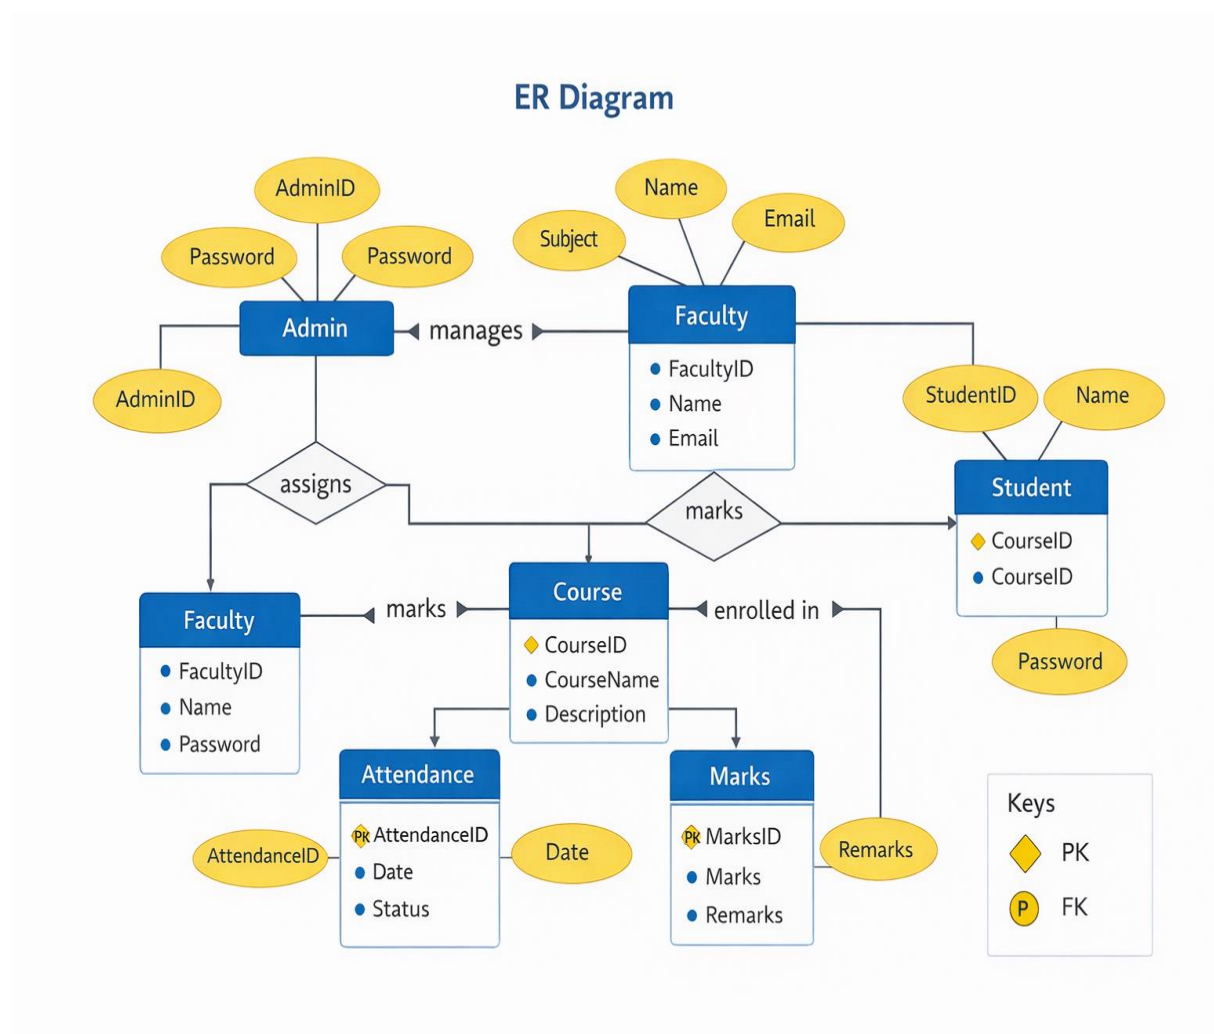 ER Diagram
AdminID
Password
Password
Admin
AdminID
manages
Subject
Name
Email
Faculty
FacultyID
Name
Email
StudentID
Name
Student
CourseID
CourseID
Password
assigns
marks
Faculty
FacultyID
Name
Password
marks
Course
CourseID
CourseName
Description
enrolled in
Attendance
PK AttendanceID
Date
Status
AttendanceID
Date
Marks
PK MarksID
Marks
Remarks
Remarks
Keys
PK
P FK